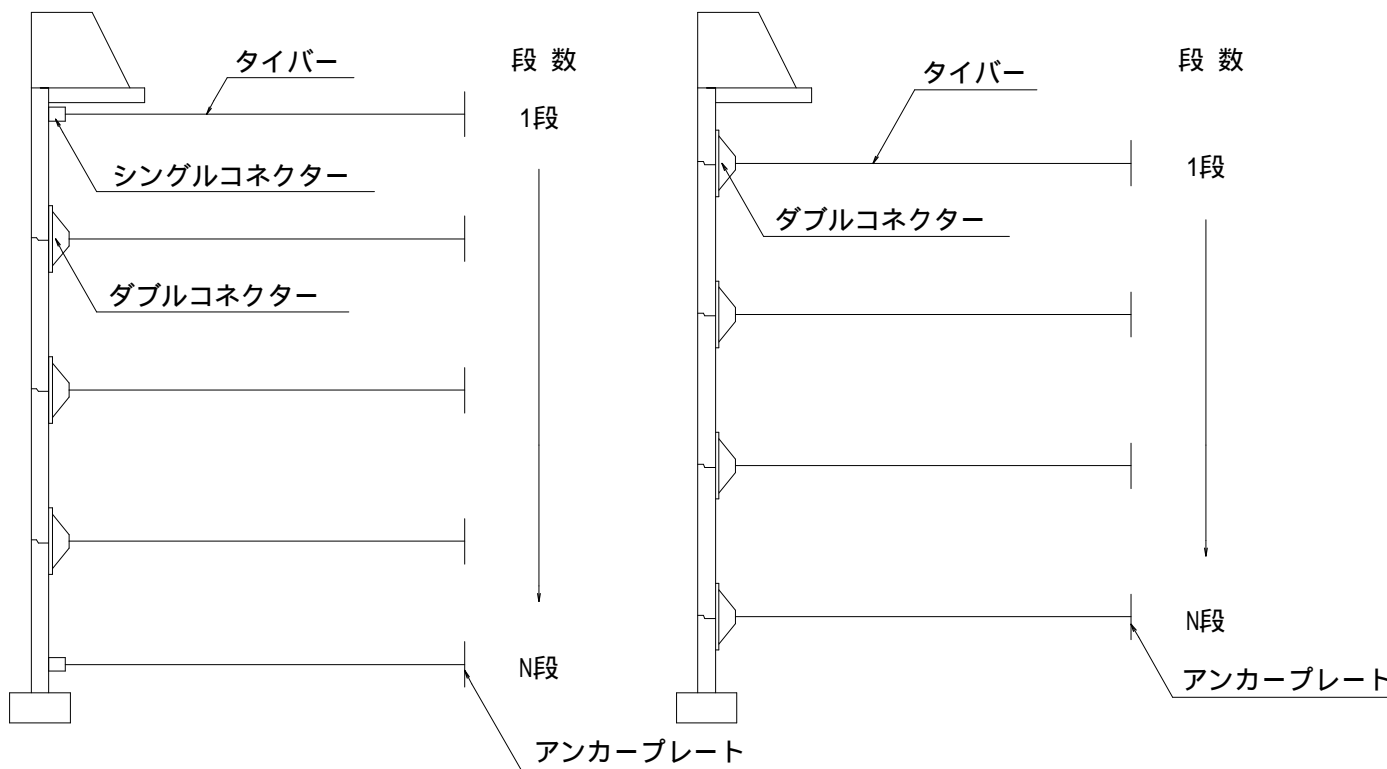 タイバー
段 数
1段
シングルコネクター
ダブルコネクター
N段
アンカープレート
タイバー
段 数
1段
ダブルコネクター
N段
アンカープレート